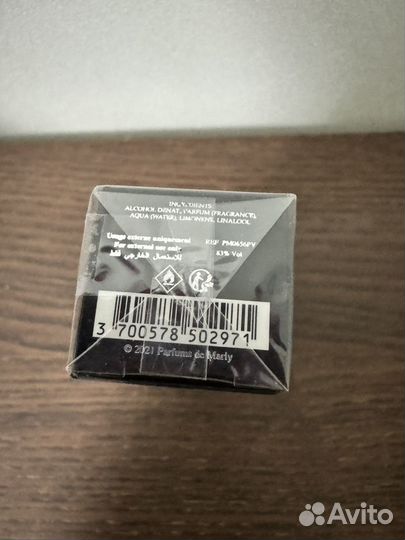 INGREDIENTS
ALCOHOL DENAT, PARFUM (FRAGRANCE),
AQUA (WATER), LIMONENE, LINALOOL
Usage externe uniquement
For external use only
للاستعمال الخارجي فقط
REF PM0656PV
83% Vol
3 700578 502971
© 2021 Parfums de Marly
Avito